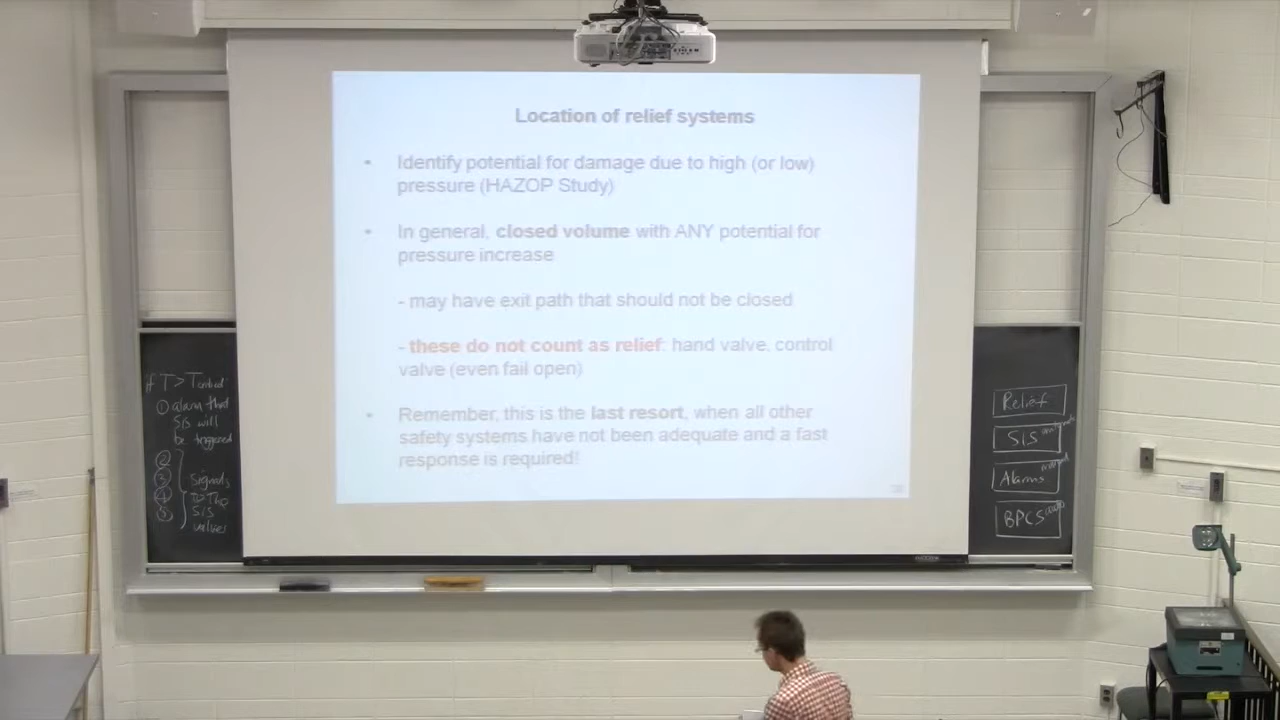 Location of relief systems
• Identify potential for damage due to high (or low)
pressure (HAZOP Study)
• In general, closed volume with ANY potential for
pressure increase
- may have exit path that should not be closed
- these do not count as relief: hand valve, control
valve (even fail open)
• Remember, this is the last resort, when all other
safety systems have not been adequate and a fast
response is required!
if T >
① alarm that
SIS will
be triggered
②
③ Signals
④ to the
⑤ SIS
valves
Relief
SIS
Alarms
BPCS